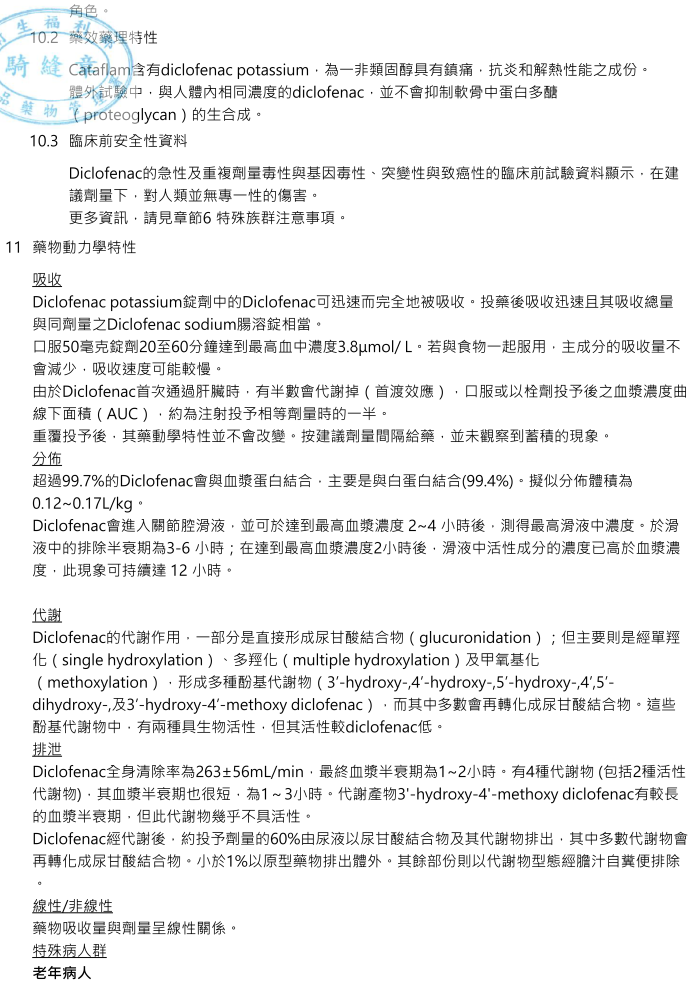 角色。
生福利
10.2 藥效藥理特性
騎縫章
Cataflam含有diclofenac potassium，為一非類固醇具有鎮痛，抗炎和解熱性能之成份。
體外試驗中，與人體內相同濃度的diclofenac，並不會抑制軟骨中蛋白多醣
品藥物管理
（proteoglycan）的生合成。
10.3 臨床前安全性資料
Diclofenac的急性及重複劑量毒性與基因毒性、突變性與致癌性的臨床前試驗資料顯示，在建
議劑量下，對人類並無專一性的傷害。
更多資訊，請見章節6 特殊族群注意事項。
11 藥物動力學特性
吸收
Diclofenac potassium錠劑中的Diclofenac可迅速而完全地被吸收。投藥後吸收迅速且其吸收總量
與同劑量之Diclofenac sodium腸溶錠相當。
口服50毫克錠劑20至60分鐘達到最高血中濃度3.8μmol/ L。若與食物一起服用，主成分的吸收量不
會減少，吸收速度可能較慢。
由於Diclofenac首次通過肝臟時，有半數會代謝掉（首渡效應），口服或以栓劑投予後之血漿濃度曲
線下面積（AUC），約為注射投予相等劑量時的一半。
重覆投予後，其藥動學特性並不會改變。按建議劑量間隔給藥，並未觀察到蓄積的現象。
分佈
超過99.7%的Diclofenac會與血漿蛋白結合，主要是與白蛋白結合(99.4%)。擬似分佈體積為
0.12~0.17L/kg。
Diclofenac會進入關節腔滑液，並可於達到最高血漿濃度 2~4 小時後，測得最高滑液中濃度。於滑
液中的排除半衰期為3-6 小時；在達到最高血漿濃度2小時後，滑液中活性成分的濃度已高於血漿濃
度，此現象可持續達 12 小時。
代謝
Diclofenac的代謝作用，一部分是直接形成尿甘酸結合物（glucuronidation）；但主要則是經單羥
化（single hydroxylation）、多羥化（multiple hydroxylation）及甲氧基化
（methoxylation），形成多種酚基代謝物（3’-hydroxy-,4’-hydroxy-,5’-hydroxy-,4’,5’-
dihydroxy-,及3’-hydroxy-4’-methoxy diclofenac），而其中多數會再轉化成尿甘酸結合物。這些
酚基代謝物中，有兩種具生物活性，但其活性較diclofenac低。
排泄
Diclofenac全身清除率為263±56mL/min，最終血漿半衰期為1~2小時。有4種代謝物 (包括2種活性
代謝物)，其血漿半衰期也很短，為1～3小時。代謝產物3'-hydroxy-4'-methoxy diclofenac有較長
的血漿半衰期，但此代謝物幾乎不具活性。
Diclofenac經代謝後，約投予劑量的60%由尿液以尿甘酸結合物及其代謝物排出，其中多數代謝物會
再轉化成尿甘酸結合物。小於1%以原型藥物排出體外。其餘部份則以代謝物型態經膽汁自糞便排除
。
線性/非線性
藥物吸收量與劑量呈線性關係。
特殊病人群
老年病人